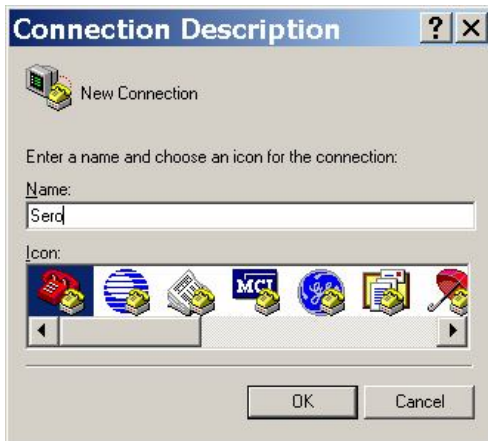 Connection Description
New Connection
Enter a name and choose an icon for the connection:
Name:
Sero
Icon:
MCI
OK
Cancel